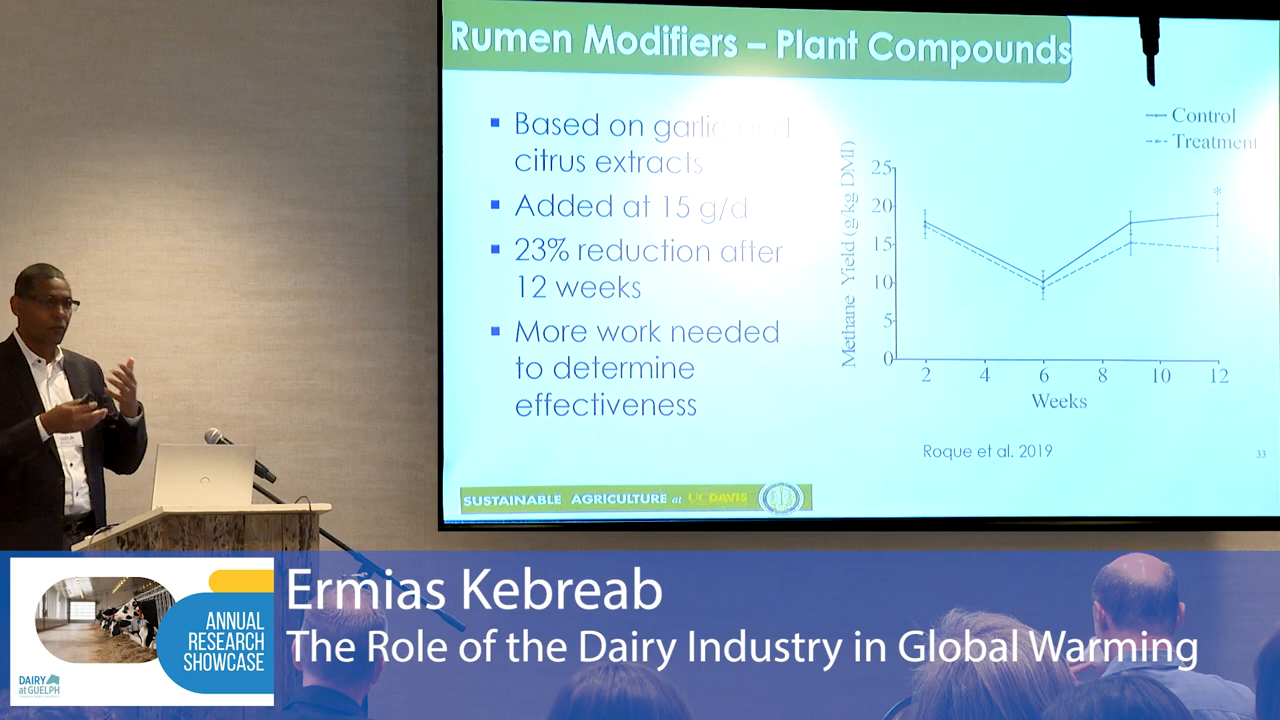 Rumen Modifiers – Plant Compounds
Based on garlic and
citrus extracts
Added at 15 g/d
23% reduction after
12 weeks
More work needed
to determine
effectiveness
Control
Treatment
Methane Yield (g/kg DMI)
25
20
15
10
5
0
*
2 4 6 8 10 12
Weeks
Roque et al. 2019
33
SUSTAINABLE AGRICULTURE at UC DAVIS
ANNUAL
RESEARCH
SHOWCASE
DAIRY
at GUELPH
Ermias Kebreab
The Role of the Dairy Industry in Global Warming